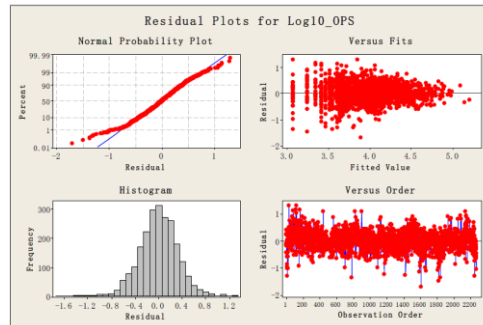 Residual Plots for Log10_OPS
Normal Probability Plot
99.99
99
90
50
10
1
0.01
Percent
-2
-1
0
1
Residual
Versus Fits
1
0
-1
-2
Residual
3.0
3.5
4.0
4.5
5.0
Fitted Value
Histogram
300
200
100
0
Frequency
-1.6 -1.2 -0.8 -0.4 0.0 0.4 0.8 1.2
Residual
Versus Order
1
0
-1
-2
Residual
1 200 400 600 800 1000 1200 1400 1600 1800 2000 2200
Observation Order